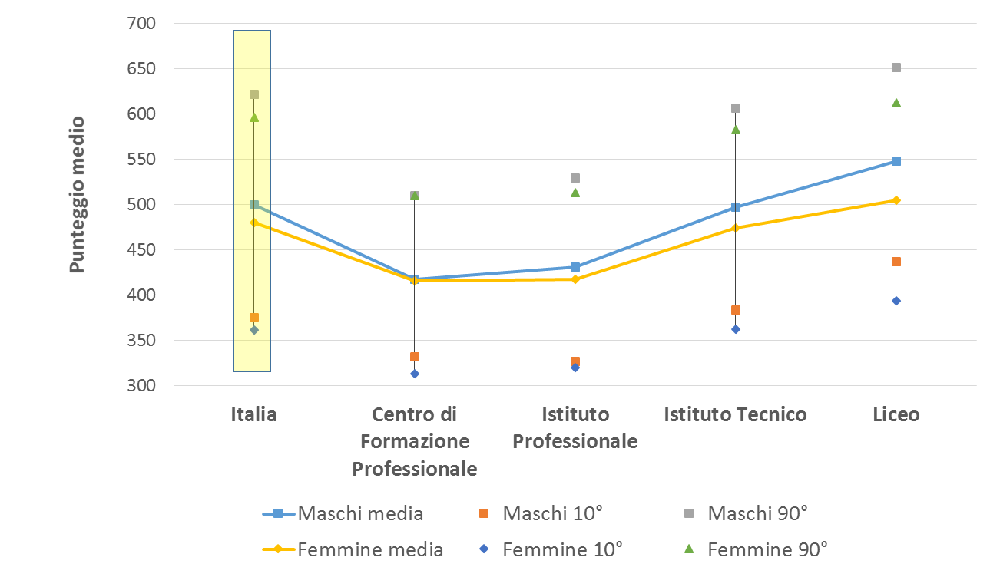 700
650
600
550
500
450
400
350
300
Punteggio medio
Italia
Centro di
Formazione
Professionale
Istituto
Professionale
Istituto Tecnico
Liceo
Maschi media
Maschi 10°
Maschi 90°
Femmine media
Femmine 10°
Femmine 90°